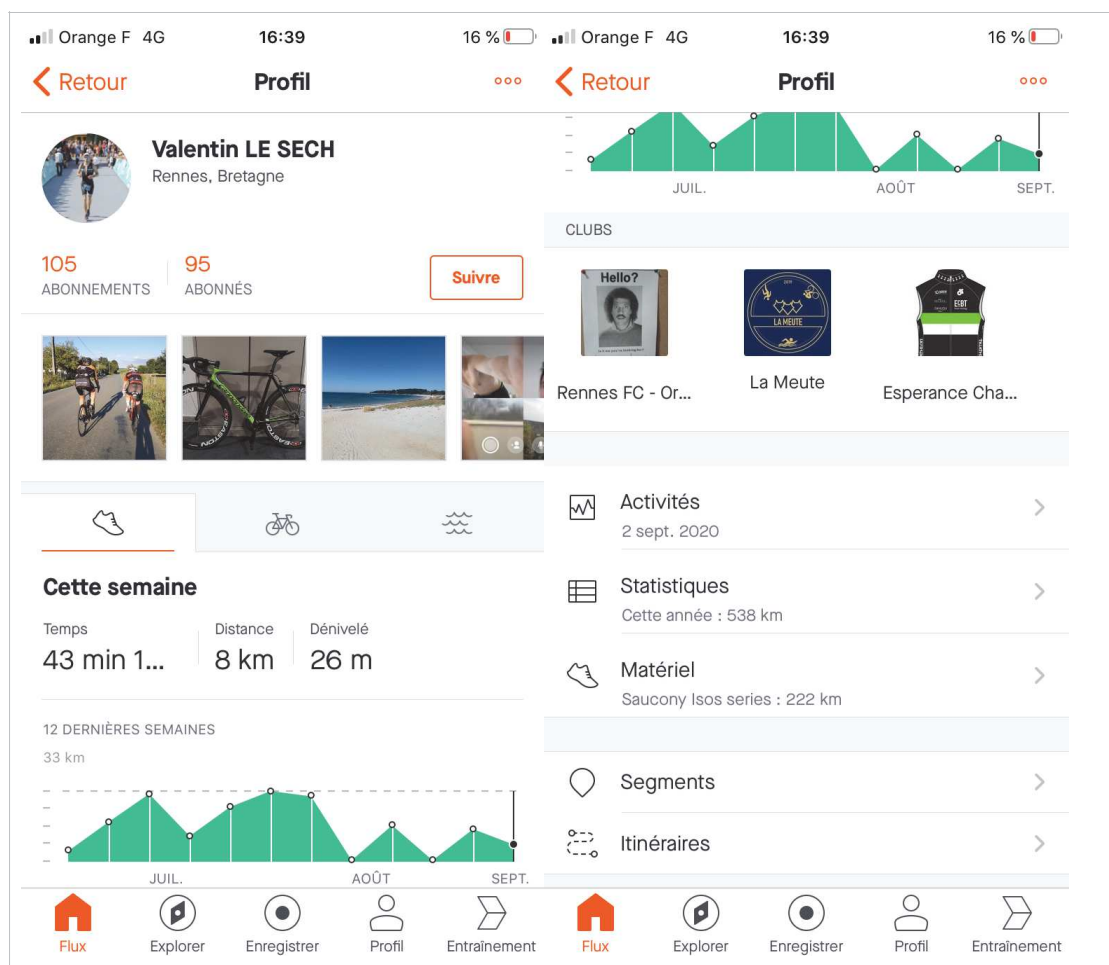 Orange F 4G 16:39 16 %
Retour Profil
Valentin LE SECH
Rennes, Bretagne
105 95
ABONNEMENTS ABONNÉS
Suivre
EASTON
Cette semaine
Temps Distance Dénivelé
43 min 1... 8 km 26 m
12 DERNIÈRES SEMAINES
33 km
JUIL. AOÛT SEPT.
Flux Explorer Enregistrer Profil Entraînement
Orange F 4G 16:39 16 %
Retour Profil
JUIL. AOÛT SEPT.
CLUBS
Hello?
LA MEUTE
Rennes FC - Or... La Meute Esperance Cha...
Activités
2 sept. 2020
Statistiques
Cette année : 538 km
Matériel
Saucony Isos series : 222 km
Segments
Itinéraires
Flux Explorer Enregistrer Profil Entraînement